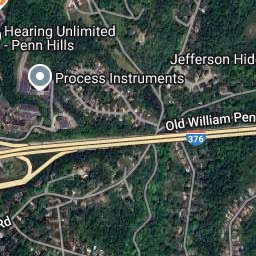 Hearing Unlimited
- Penn Hills
Jefferson Hid
Process Instruments
Old William Pen
376
Rd